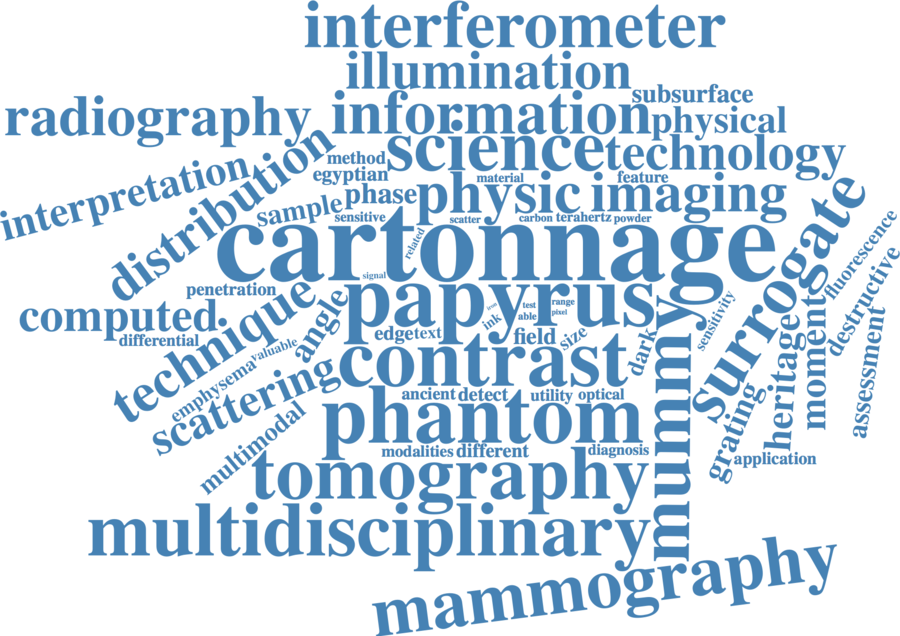 interferometer
illumination
subsurface
radiography
information
physical
science
technology
interpretation
distribution
method
egyptian
material
feature
sample
phase
physic
imaging
sensitive
scatter
carbon
terahertz
powder
related
cartonnage
surrogate
fluorescence
signal
penetration
papyrus
iron
ink
test
able
range
pixel
sensitivity
destructive
computed
differential
technique
angle
edge
text
field
size
dark
moment
heritage
assessment
valuable
emphysema
contrast
mummy
scattering
ancient
detect
utility
optical
grating
multimodal
phantom
modalities
different
diagnosis
application
tomography
multidisciplinary
mammography